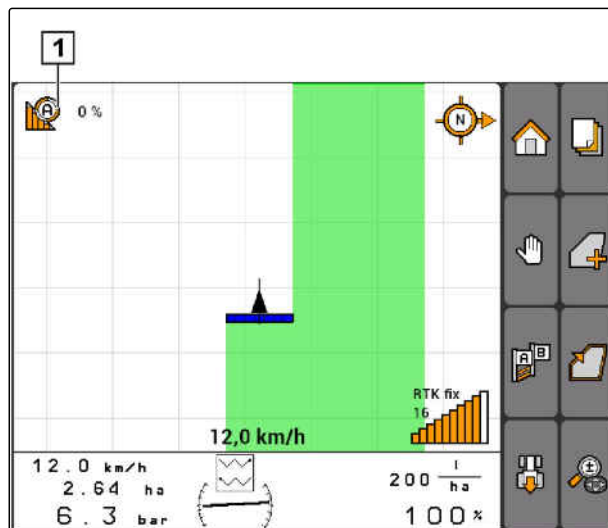 1
A 0 %
N
A B
RTK fix
16
12,0 km/h
12.0 km/h
2.64 ha
6.3 bar
200 l
ha
100 %